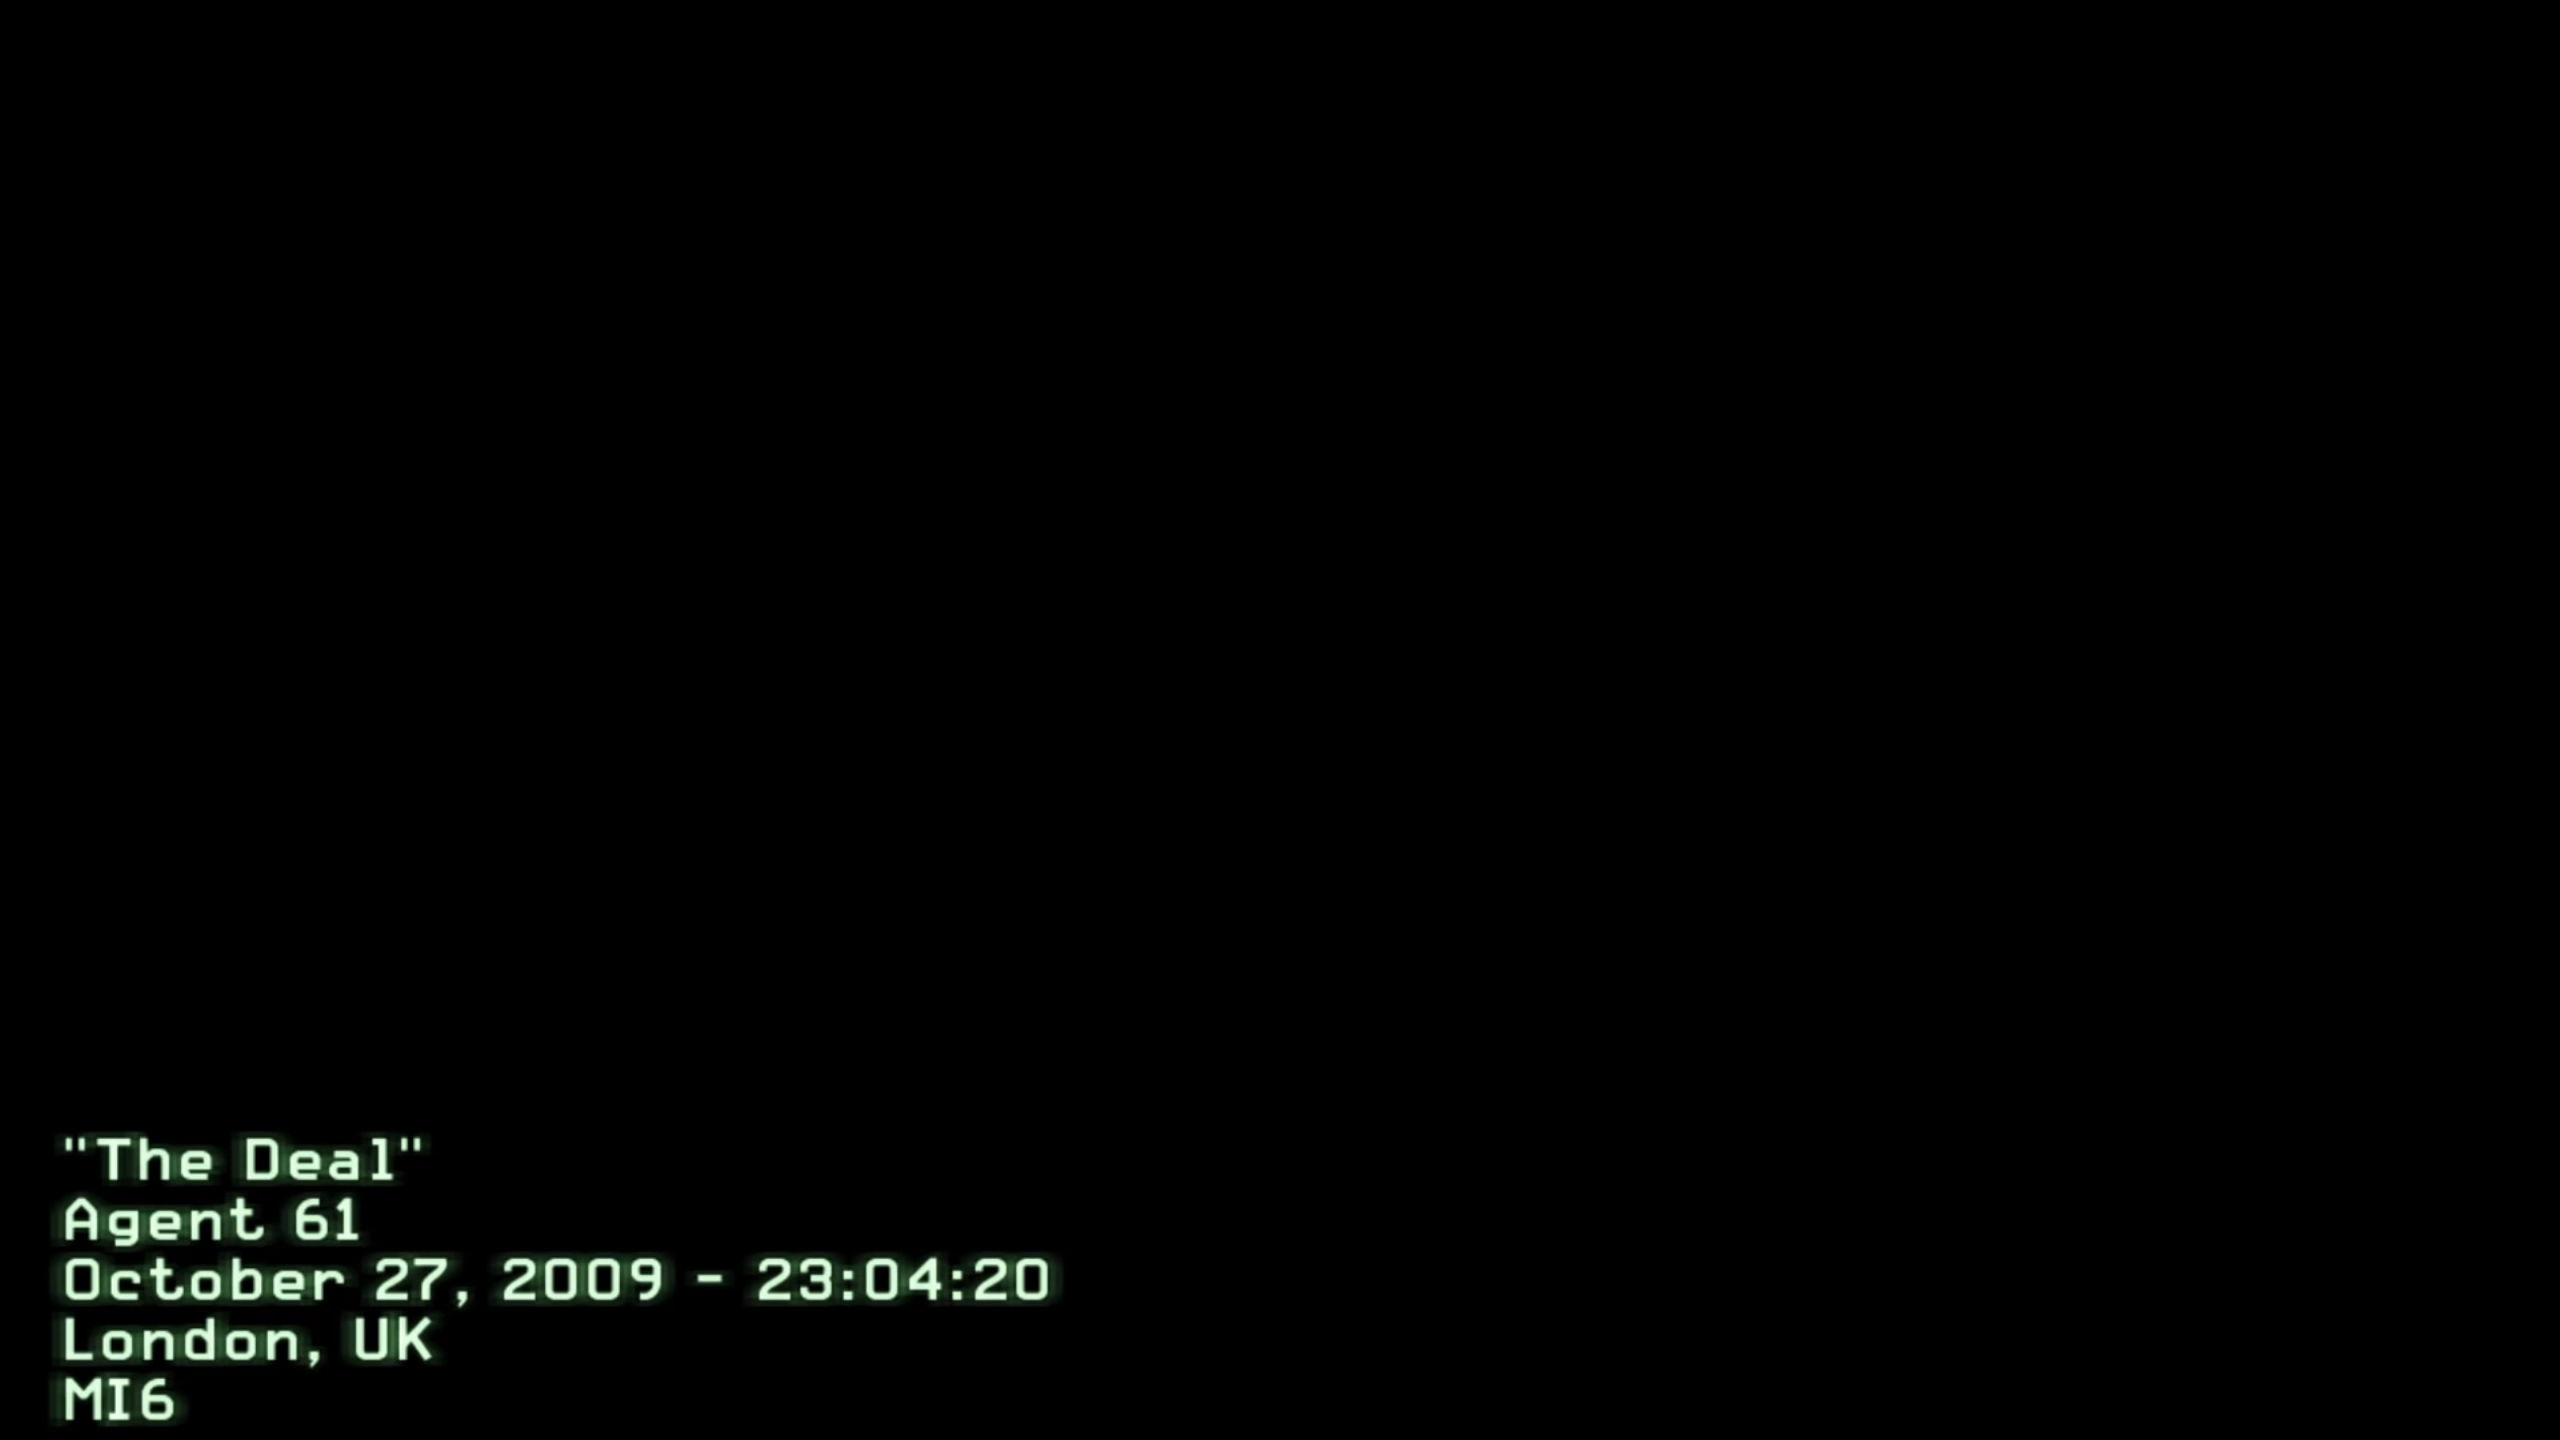 "The Deal"
Agent 61
October 27, 2009 - 23:04:20
London, UK
MI6